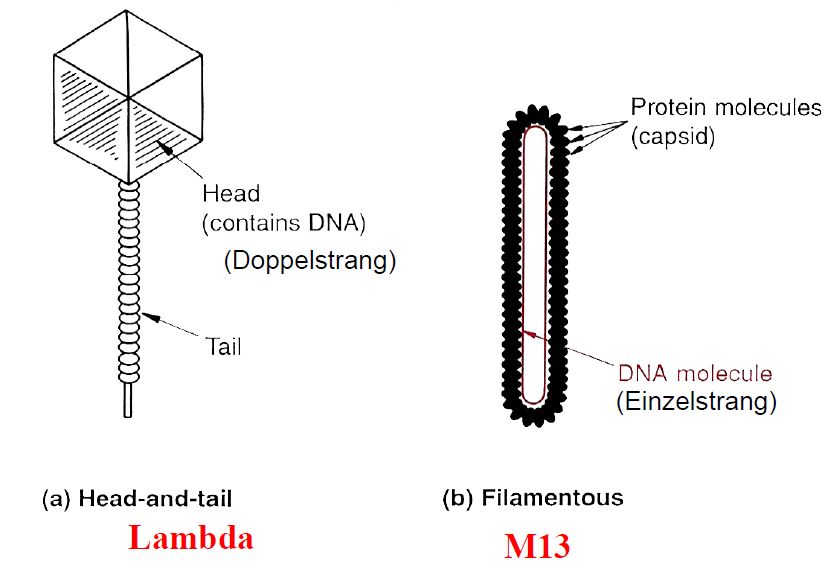 Head
(contains DNA)
(Doppelstrang)
Tail
(a) Head-and-tail
Lambda
Protein molecules
(capsid)
DNA molecule
(Einzelstrang)
(b) Filamentous
M13